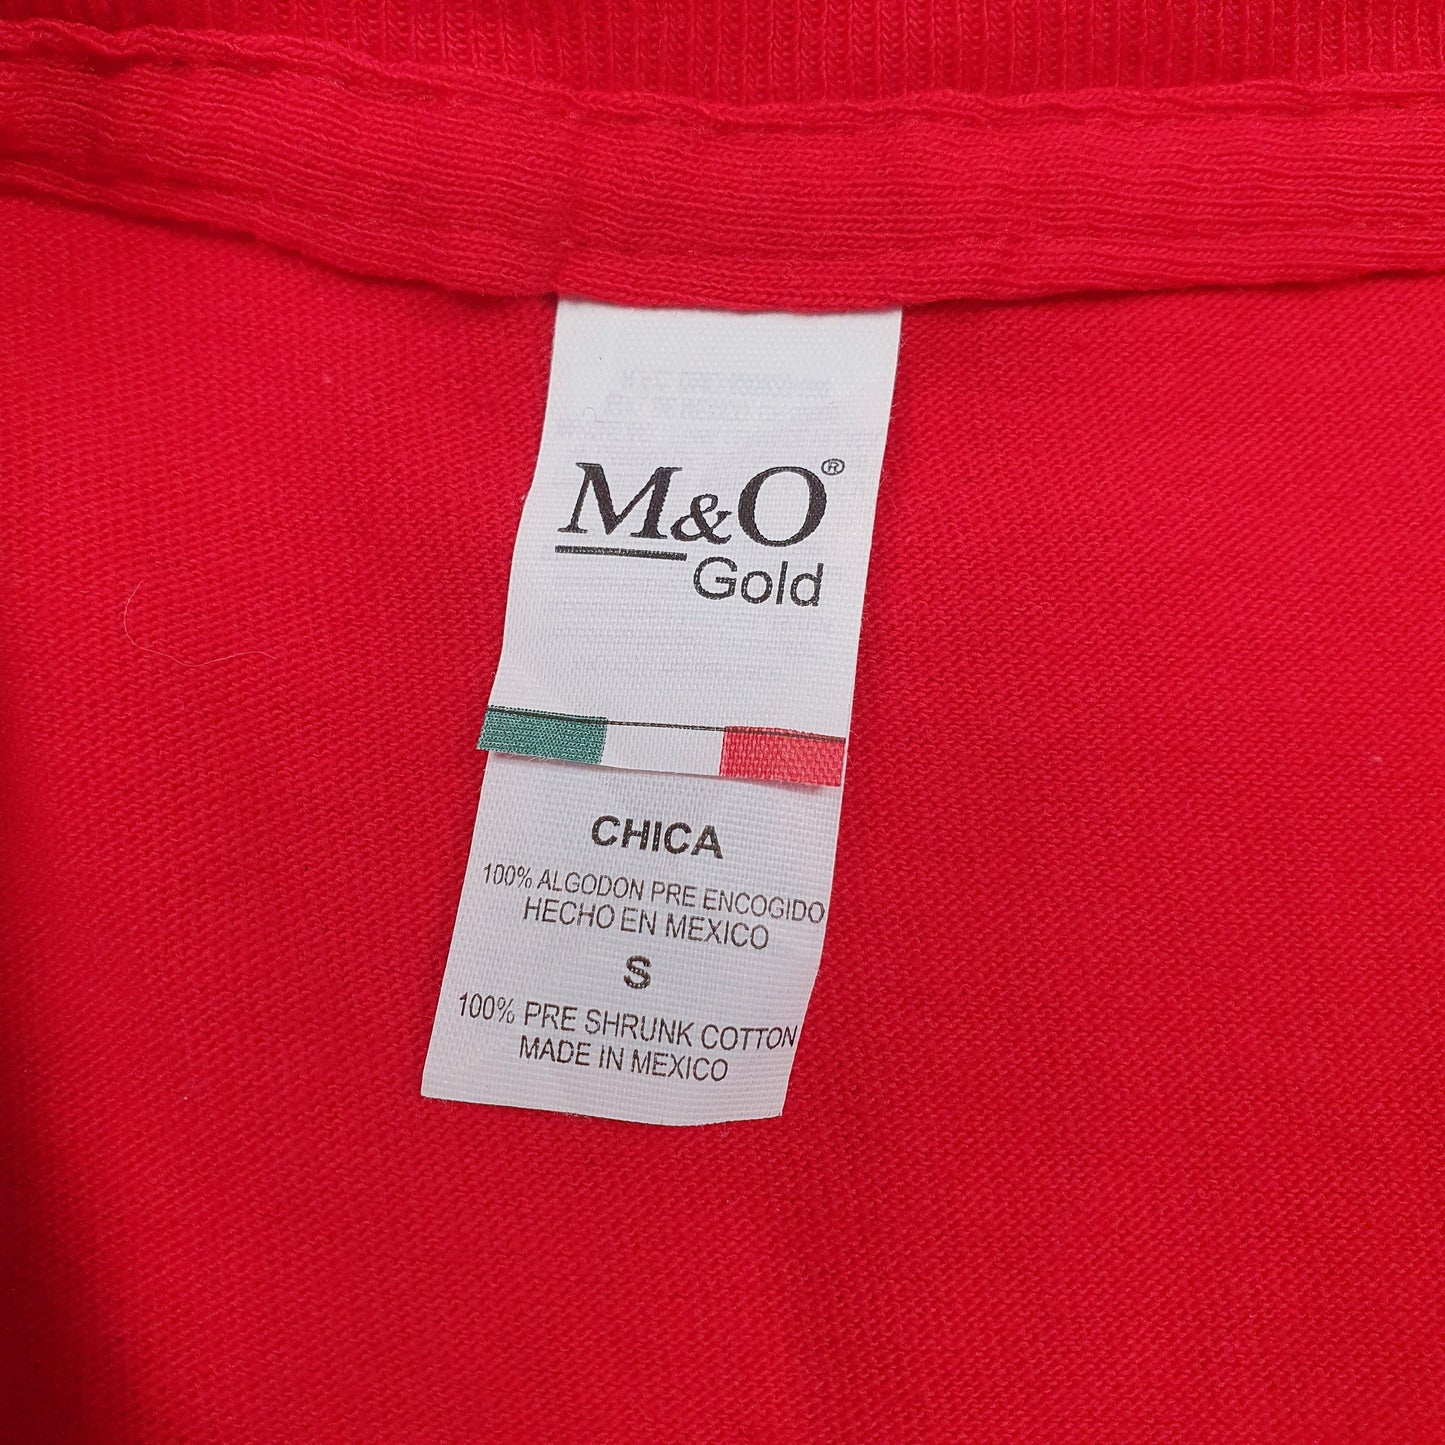 M&O®
Gold
CHICA
100% ALGODON PRE ENCOGIDO
HECHO EN MEXICO
S
100% PRE SHRUNK COTTON
MADE IN MEXICO